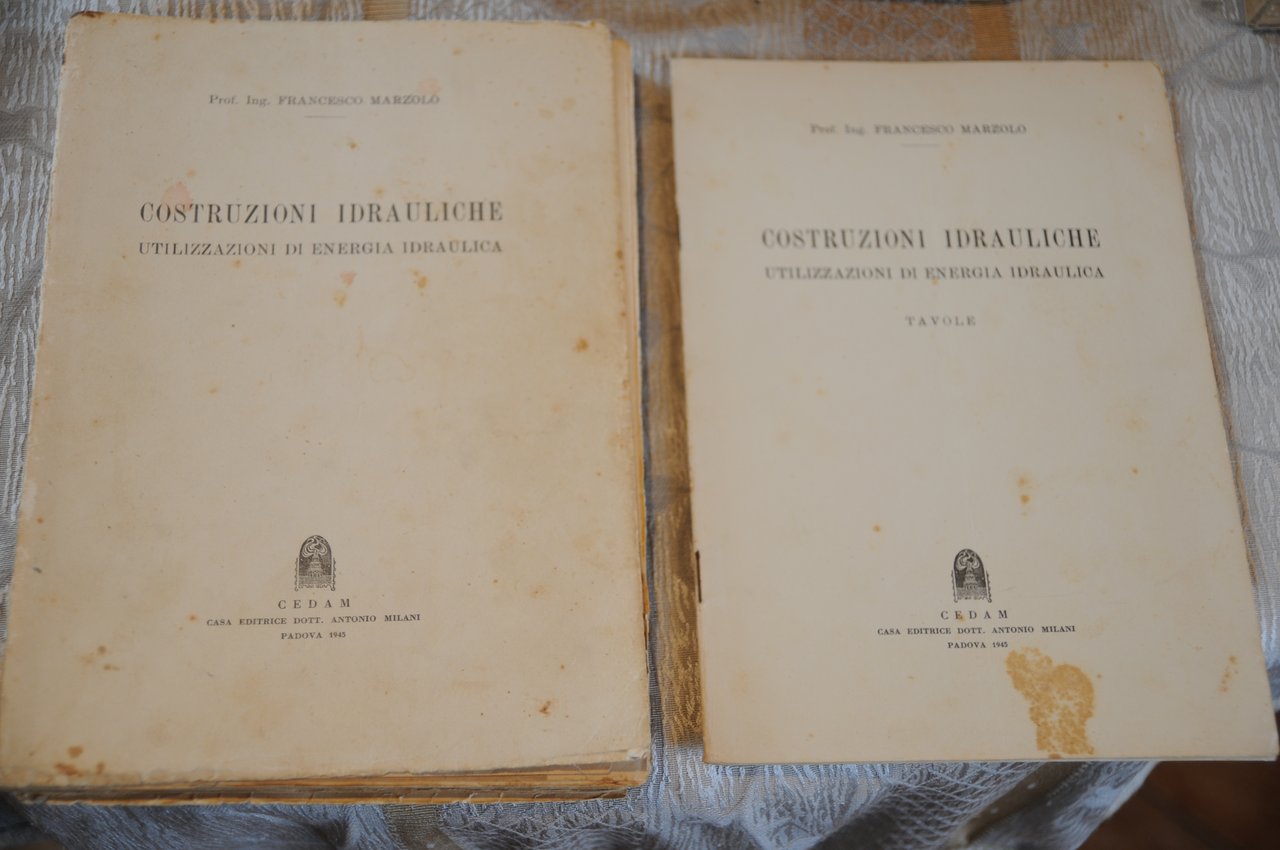 Prof. Ing. FRANCESCO MARZOLO
COSTRUZIONI IDRAULICHE
UTILIZZAZIONI DI ENERGIA IDRAULICA
CEDAM
CASA EDITRICE DOTT. ANTONIO MILANI
PADOVA 1945
Prof. Ing. FRANCESCO MARZOLO
COSTRUZIONI IDRAULICHE
UTILIZZAZIONI DI ENERGIA IDRAULICA
TAVOLE
CEDAM
CASA EDITRICE DOTT. ANTONIO MILANI
PADOVA 1945